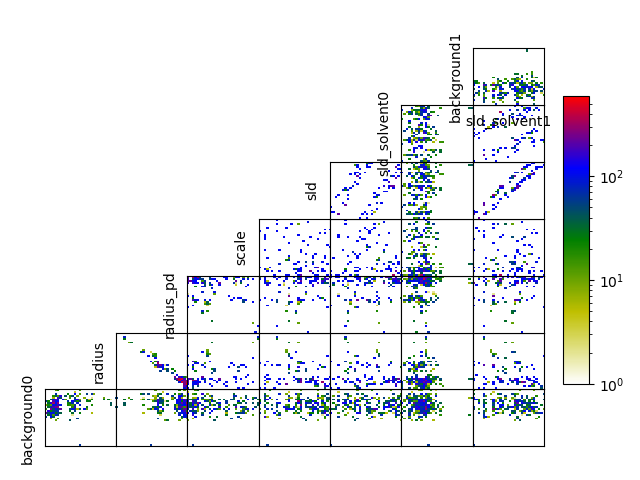 background1
sld_solvent1
sld_solvent0
sld
scale
radius_pd
radius
background0
10²
10¹
10⁰